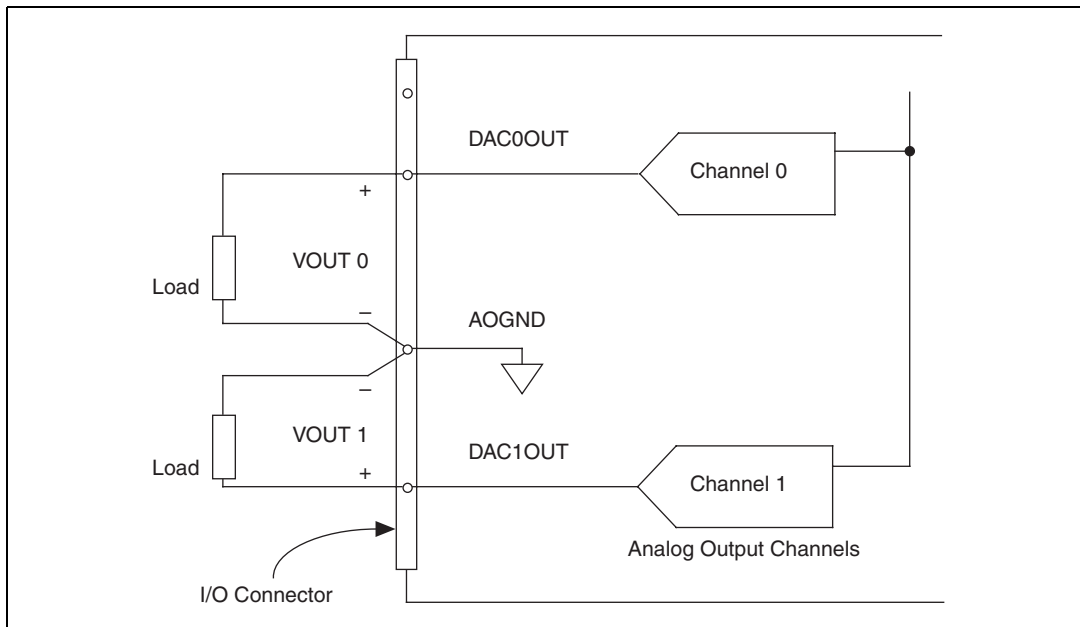 DAC0OUT
Channel 0
+
VOUT 0
Load
–
AOGND
–
VOUT 1
DAC1OUT
Load
+
Channel 1
Analog Output Channels
I/O Connector